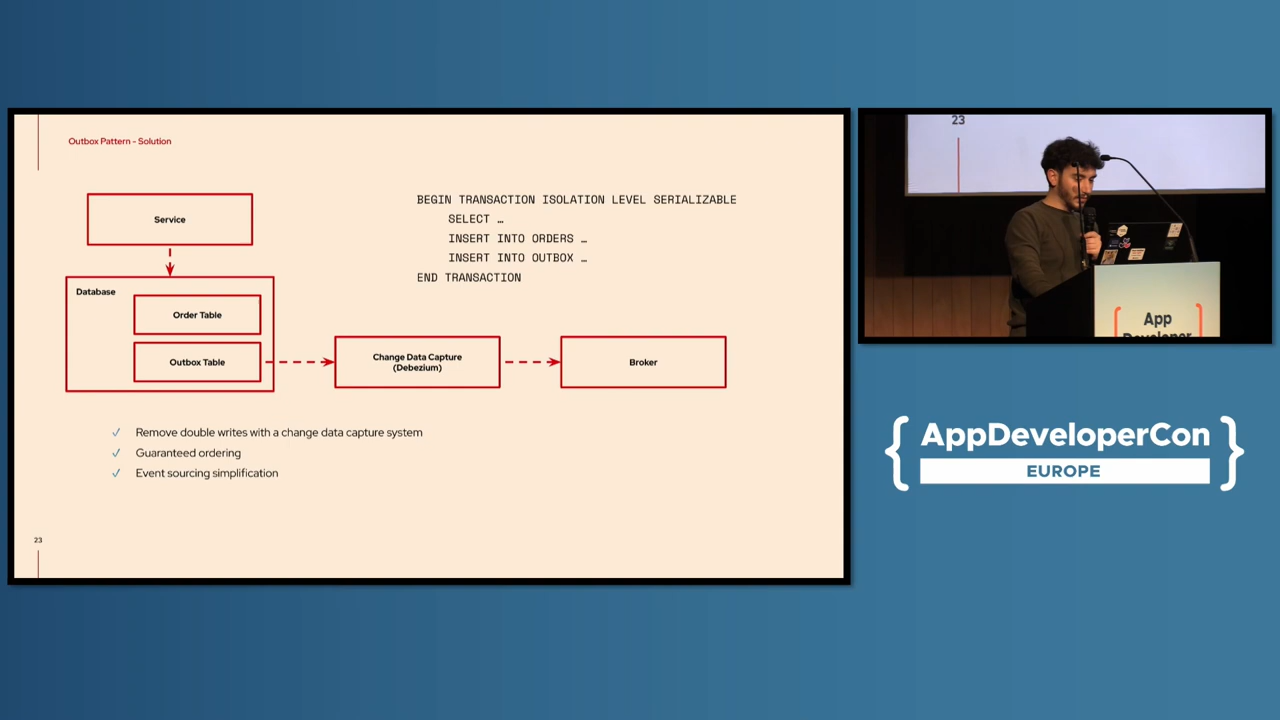 Outbox Pattern - Solution
Service
BEGIN TRANSACTION ISOLATION LEVEL SERIALIZABLE
SELECT …
INSERT INTO ORDERS …
INSERT INTO OUTBOX …
END TRANSACTION
Database
Order Table
Outbox Table
Change Data Capture
(Debezium)
Broker
✓ Remove double writes with a change data capture system
✓ Guaranteed ordering
✓ Event sourcing simplification
23
23
App
Developer
{ AppDeveloperCon }
EUROPE